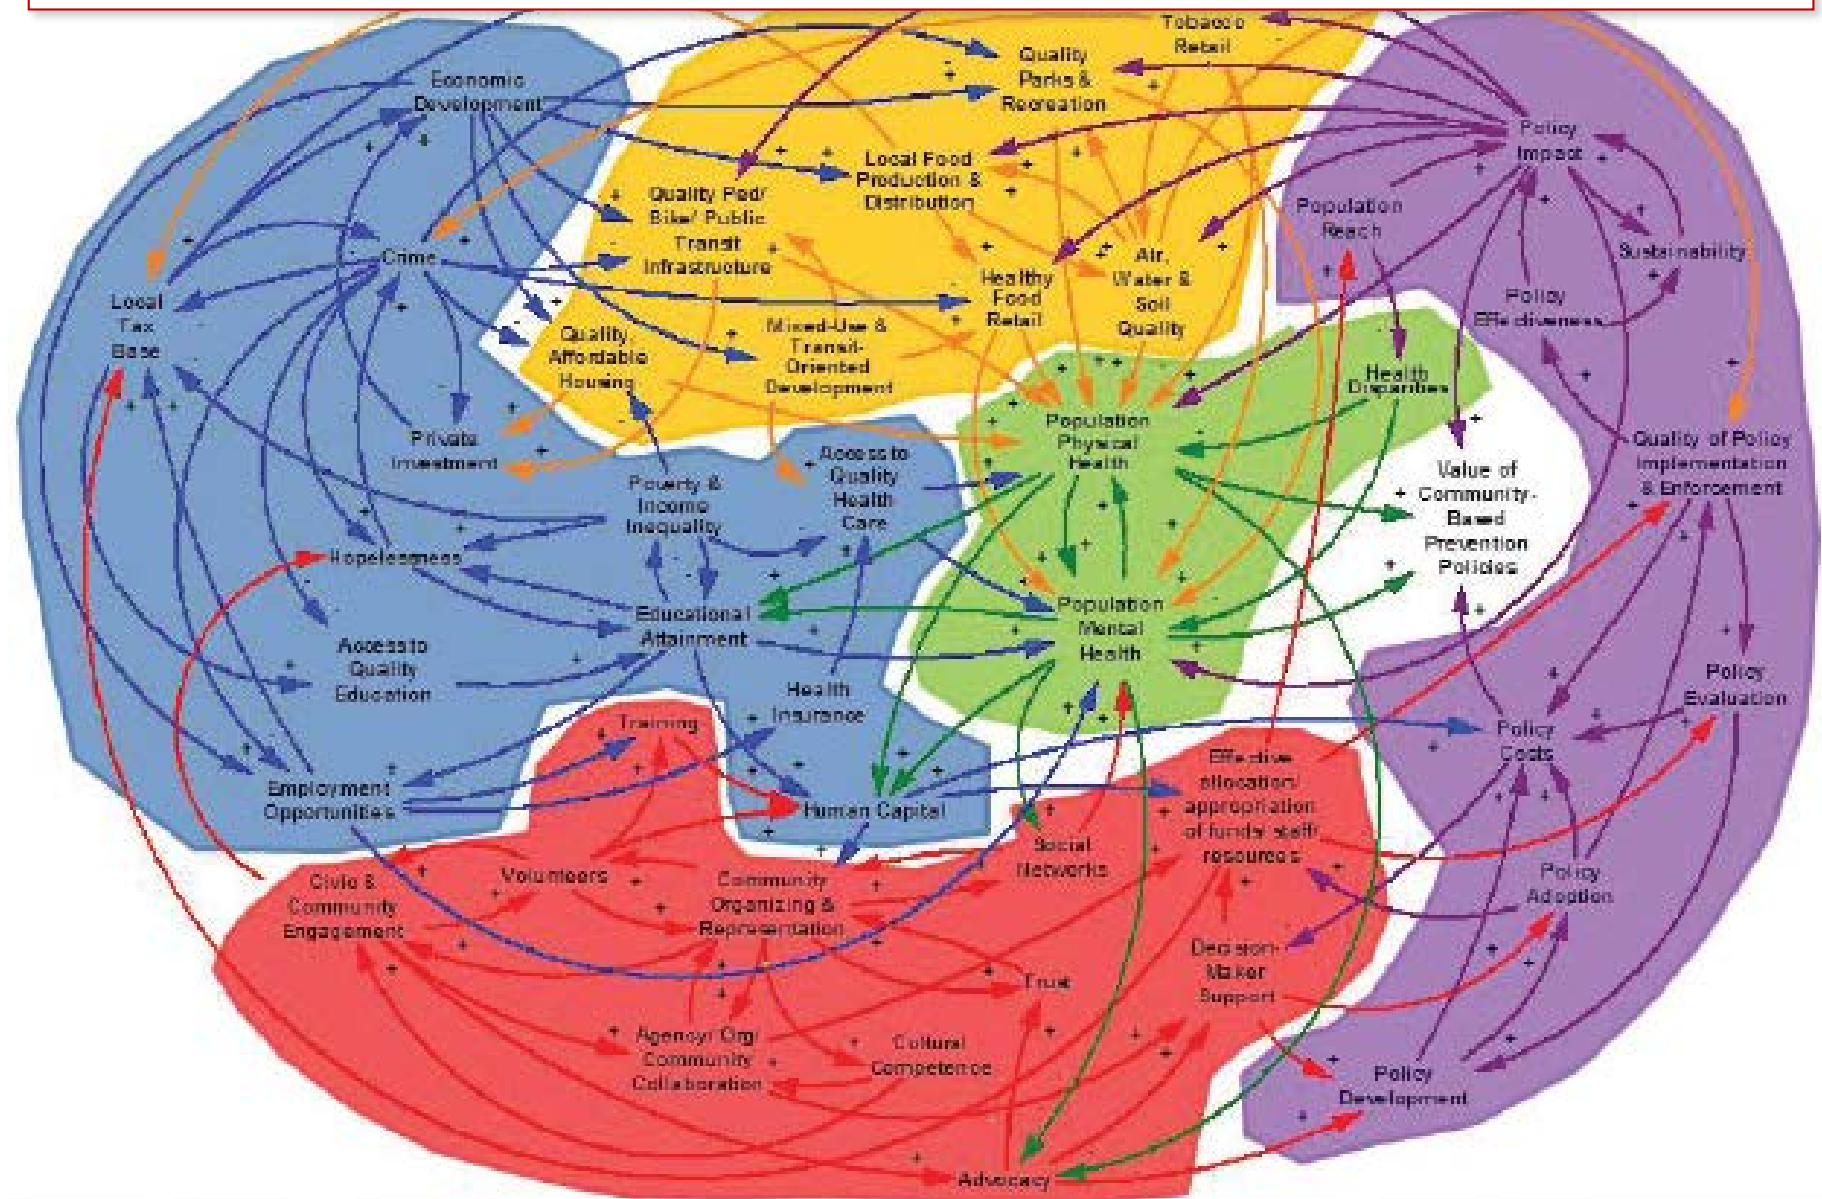 Tobacco
Retail
Economic
Development
Quality
Parks &
Recreation
Policy
Impact
Local Food
Production &
Distribution
Quality Ped/
Bike/ Public
Transit
Infrastructure
Population
Reach
Sustainability
Crime
Air,
Water &
Soil
Quality
Healthy
Food
Retail
Local
Tax
Base
Policy
Effectiveness
Quality,
Affordable
Housing
Mixed-Use &
Transit-
Oriented
Development
Health
Disparities
Private
Investment
Population
Physical
Health
Quality of Policy
Implementation
& Enforcement
Access to
Quality
Health
Care
Poverty &
Income
Inequality
Value of
Community-
Based
Prevention
Policies
Hopelessness
Educational
Attainment
Population
Mental
Health
Access to
Quality
Education
Health
Insurance
Policy
Evaluation
Training
Policy
Costs
Employment
Opportunities
Human Capital
Effective
allocation/
appropriation
of funds/ staff/
resources
Social
Networks
Volunteers
Civic &
Community
Engagement
Community
Organizing &
Representation
Policy
Adoption
Decision-
Maker
Support
Trust
Agency/ Org/
Community
Collaboration
Cultural
Competence
Policy
Development
Advocacy